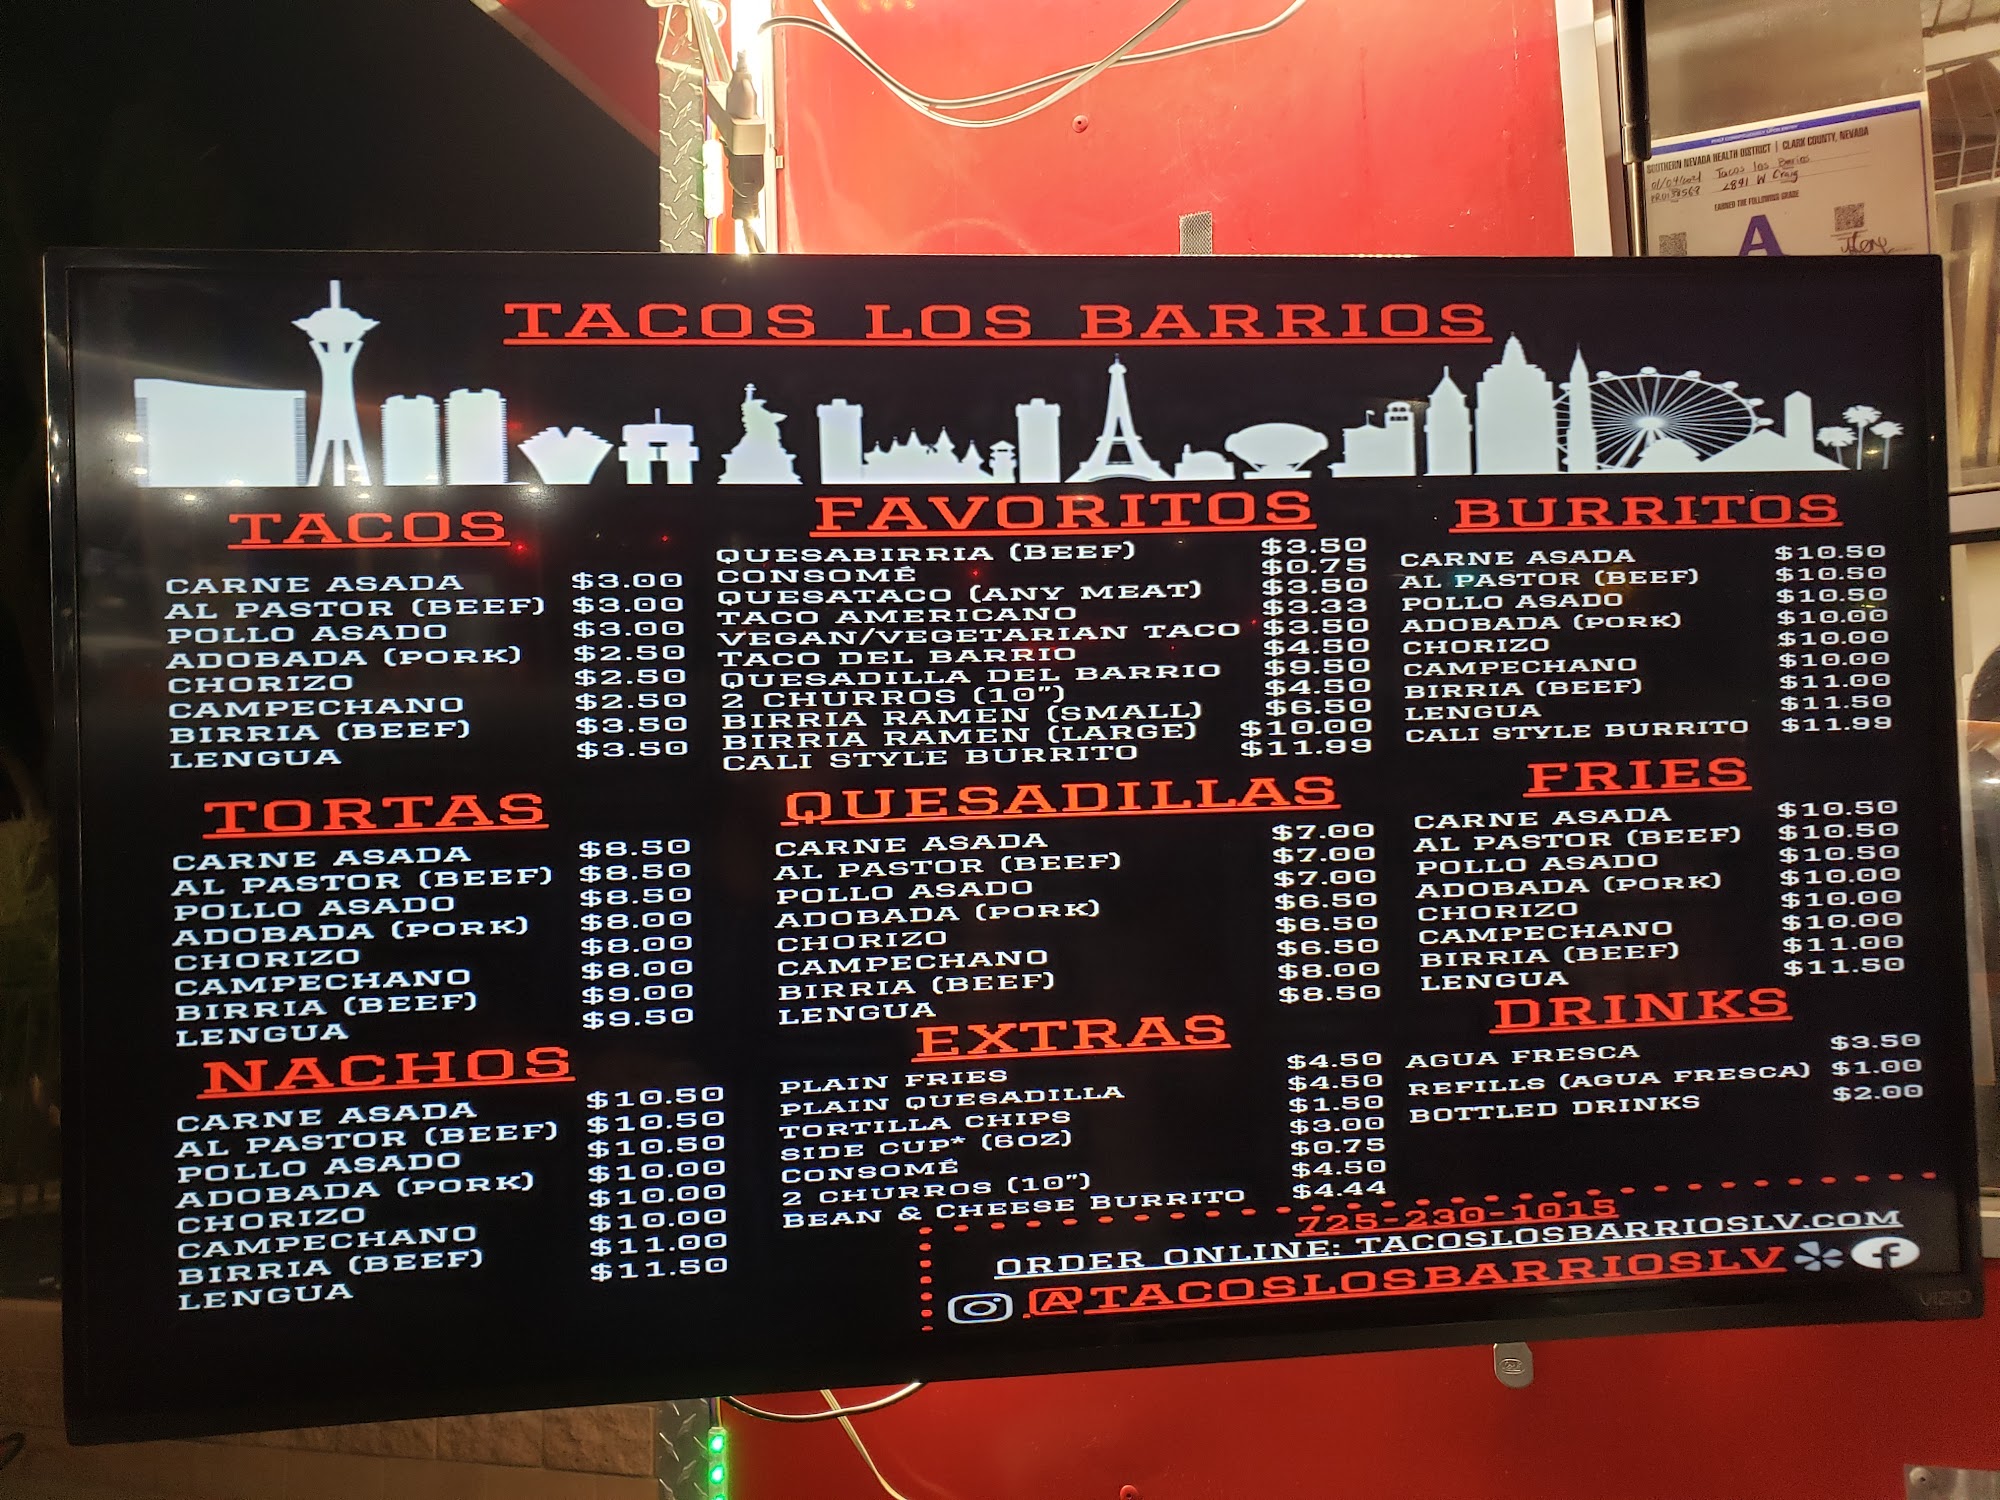 POST CONSPICUOUSLY UPON ENTRY
SOUTHERN NEVADA HEALTH DISTRICT | CLARK COUNTY, NEVADA
Tacos los Barios
2891 W Craig
EARNED THE FOLLOWING GRADE
A
TACOS LOS BARRIOS
TACOS
CARNE ASADA $3.00
AL PASTOR (BEEF) $3.00
POLLO ASADO $3.00
ADOBADA (PORK) $2.50
CHORIZO $2.50
CAMPECHANO $2.50
BIRRIA (BEEF) $3.50
LENGUA $3.50
TORTAS
CARNE ASADA $8.50
AL PASTOR (BEEF) $8.50
POLLO ASADO $8.50
ADOBADA (PORK) $8.00
CHORIZO $8.00
CAMPECHANO $8.00
BIRRIA (BEEF) $9.00
LENGUA $9.50
NACHOS
CARNE ASADA $10.50
AL PASTOR (BEEF) $10.50
POLLO ASADO $10.50
ADOBADA (PORK) $10.00
CHORIZO $10.00
CAMPECHANO $10.00
BIRRIA (BEEF) $11.00
LENGUA $11.50
FAVORITOS
QUESABIRRIA (BEEF) $3.50
CONSOMÉ $0.75
QUESATACO (ANY MEAT) $3.50
TACO AMERICANO $3.33
VEGAN/VEGETARIAN TACO $3.50
TACO DEL BARRIO $4.50
QUESADILLA DEL BARRIO $9.50
2 CHURROS (10") $4.50
BIRRIA RAMEN (SMALL) $6.50
BIRRIA RAMEN (LARGE) $10.00
CALI STYLE BURRITO $11.99
QUESADILLAS
CARNE ASADA $7.00
AL PASTOR (BEEF) $7.00
POLLO ASADO $7.00
ADOBADA (PORK) $6.50
CHORIZO $6.50
CAMPECHANO $6.50
BIRRIA (BEEF) $8.00
LENGUA $8.50
EXTRAS
PLAIN FRIES $4.50
PLAIN QUESADILLA $4.50
TORTILLA CHIPS $1.50
SIDE CUP* (6OZ) $3.00
CONSOMÉ $0.75
2 CHURROS (10") $4.50
BEAN & CHEESE BURRITO $4.44
BURRITOS
CARNE ASADA $10.50
AL PASTOR (BEEF) $10.50
POLLO ASADO $10.50
ADOBADA (PORK) $10.00
CHORIZO $10.00
CAMPECHANO $10.00
BIRRIA (BEEF) $11.00
LENGUA $11.50
CALI STYLE BURRITO $11.99
FRIES
CARNE ASADA $10.50
AL PASTOR (BEEF) $10.50
POLLO ASADO $10.50
ADOBADA (PORK) $10.00
CHORIZO $10.00
CAMPECHANO $10.00
BIRRIA (BEEF) $11.00
LENGUA $11.50
DRINKS
AGUA FRESCA $3.50
REFILLS (AGUA FRESCA) $1.00
BOTTLED DRINKS $2.00
725-230-1015
ORDER ONLINE: TACOSLOSBARRIOSLV.COM
@TACOSLOSBARRIOSLV
VIZIO